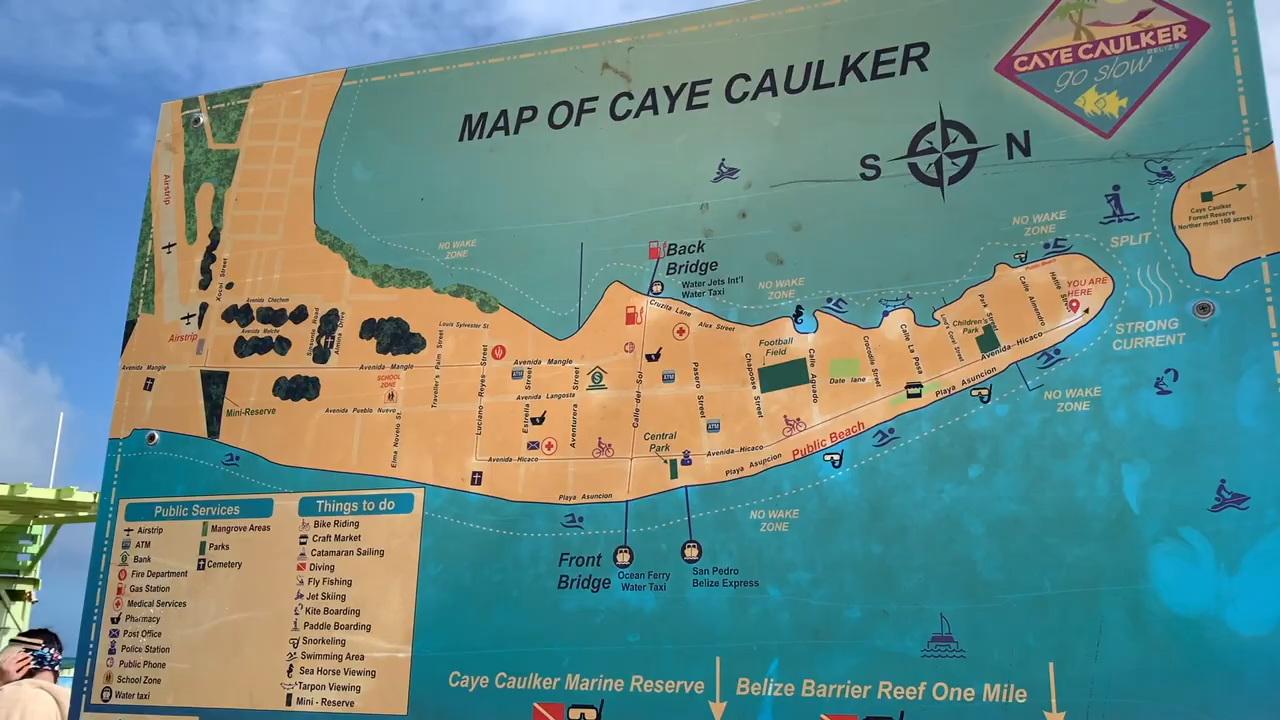 MAP OF CAYE CAULKER
CAYE CAULKER
BELIZE
go slow
S
N
Caye Caulker
Forest Reserve
Norther most 100 acres)
SPLIT
STRONG
CURRENT
YOU ARE
HERE
NO WAKE
ZONE
NO WAKE
ZONE
NO WAKE
ZONE
NO WAKE
ZONE
NO WAKE
ZONE
Back
Bridge
Water Jets Int'l
Water Taxi
Airstrip
Airstrip
Xocol Street
Avenida Chechem
Avenida Melche
Avenida Mangle
Avenida Mangle
Avenida Mangle
Mini-Reserve
SCHOOL
ZONE
Avenida Pueblo Nuevo
Elma Novelo St.
Traveller's Palm Street
Louis Sylvester St.
Luciano Reyes Street
Estrella Street
Aventurera Street
Avenida Langosta
Avenida Hicaco
Calle del Sol
Cruzita Lane
Alux Street
Pasero Street
Chapoose Street
Football
Field
Calle Aguado
Date lane
Crocodile Street
Calle La Posa
Children's
Park
Park Street
Calle Almendro
Hattie Street
Public Beach
Avenida Hicaco
Playa Asuncion
Public Beach
Central
Park
Avenida Hicaco
Playa Asuncion
Playa Asuncion
ATM
ATM
ATM
Front
Bridge
Ocean Ferry
Water Taxi
San Pedro
Belize Express
Public Services
Airstrip
ATM
Bank
Fire Department
Gas Station
Medical Services
Pharmacy
Post Office
Police Station
Public Phone
School Zone
Water taxi
Mangrove Areas
Parks
Cemetery
Things to do
Bike Riding
Craft Market
Catamaran Sailing
Diving
Fly Fishing
Jet Skiing
Kite Boarding
Paddle Boarding
Snorkeling
Swimming Area
Sea Horse Viewing
Tarpon Viewing
Mini - Reserve
Caye Caulker Marine Reserve
Belize Barrier Reef One Mile